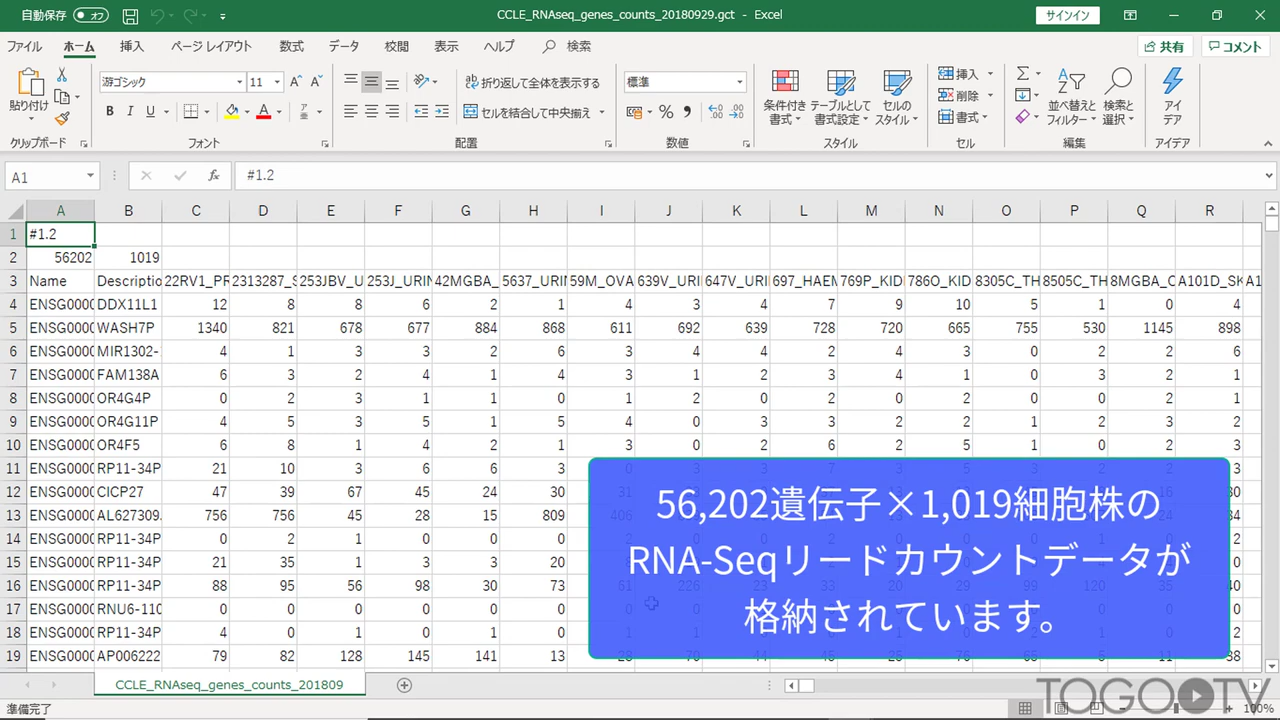 自動保存 オフ CCLE_RNAseq_genes_counts_20180929.gct - Excel サインイン
ファイル ホーム 挿入 ページ レイアウト 数式 データ 校閲 表示 ヘルプ 検索 共有 コメント
貼り付け 游ゴシック 11 折り返して全体を表示する 標準 条件付き書式 テーブルとして書式設定 セルのスタイル 挿入 並べ替えとフィルター 検索と選択 アイデア
B I U A セルを結合して中央揃え % 削除
書式
クリップボード フォント 配置 数値 スタイル セル 編集 アイデア
A1 fx #1.2
A B C D E F G H I J K L M N O P Q R
1 #1.2
2 56202 1019
3 Name Descriptio 22RV1_PR 2313287_S 253JBV_U 253J_URIN 42MGBA_ 5637_URIN 59M_OVA 639V_URI 647V_URI 697_HAEM 769P_KID 786O_KID 8305C_TH 8505C_TH 8MGBA_C A101D_SK A1
4 ENSG0000 DDX11L1 12 8 8 6 2 1 4 3 4 7 9 10 5 1 0 4
5 ENSG0000 WASH7P 1340 821 678 677 884 868 611 692 639 728 720 665 755 530 1145 898
6 ENSG0000 MIR1302- 4 1 3 3 2 6 3 4 4 2 4 3 0 2 2 6
7 ENSG0000 FAM138A 6 3 2 4 1 4 3 1 2 3 4 1 0 3 2 1
8 ENSG0000 OR4G4P 0 2 3 1 1 0 1 2 0 2 0 0 0 2 2 1
9 ENSG0000 OR4G11P 4 5 3 5 1 5 4 0 3 3 2 2 1 2 3 2
10 ENSG0000 OR4F5 6 8 1 4 2 1 3 0 2 6 2 5 1 0 2 3
11 ENSG0000 RP11-34P 21 10 3 6 6 3 3
12 ENSG0000 CICP27 47 39 67 45 24 30
13 ENSG0000 AL627309. 756 756 45 28 15 809
14 ENSG0000 RP11-34P 0 2 1 0 0 0 2
15 ENSG0000 RP11-34P 21 35 1 3 3 20
16 ENSG0000 RP11-34P 88 95 56 98 30 73
17 ENSG0000 RNU6-110 0 0 0 0 0 0 0
18 ENSG0000 RP11-34P 4 0 1 0 1 0 2
19 ENSG0000 AP006222 79 82 128 145 141 13
56,202遺伝子×1,019細胞株の
RNA-Seqリードカウントデータが
格納されています。
CCLE_RNAseq_genes_counts_201809
準備完了 100%
TOGOTV